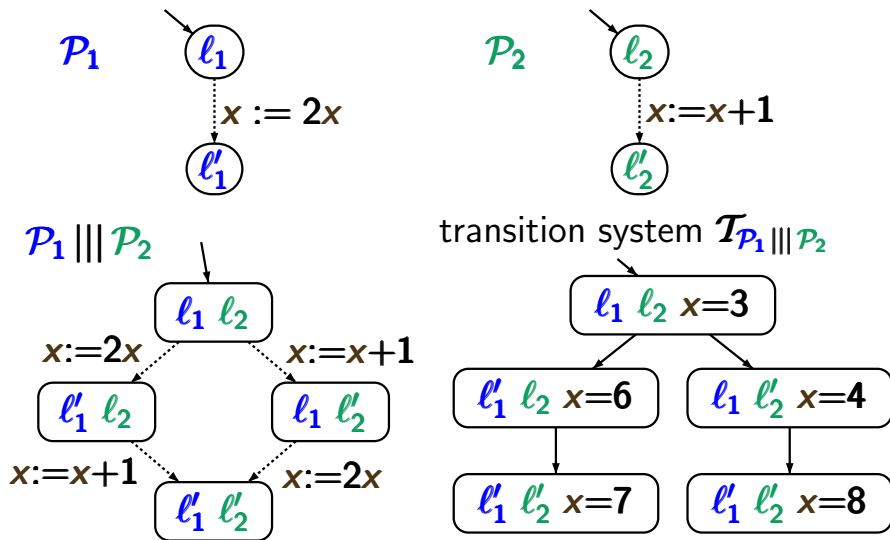 𝒫₁ ℓ₁
x := 2x
ℓ′₁
𝒫₂ ℓ₂
x:=x+1
ℓ′₂
𝒫₁ ||| 𝒫₂
ℓ₁ ℓ₂
x:=2x x:=x+1
ℓ′₁ ℓ₂ ℓ₁ ℓ′₂
x:=x+1 x:=2x
ℓ′₁ ℓ′₂
transition system 𝒯𝒫₁ ||| 𝒫₂
ℓ₁ ℓ₂ x=3
ℓ′₁ ℓ₂ x=6 ℓ₁ ℓ′₂ x=4
ℓ′₁ ℓ′₂ x=7 ℓ′₁ ℓ′₂ x=8